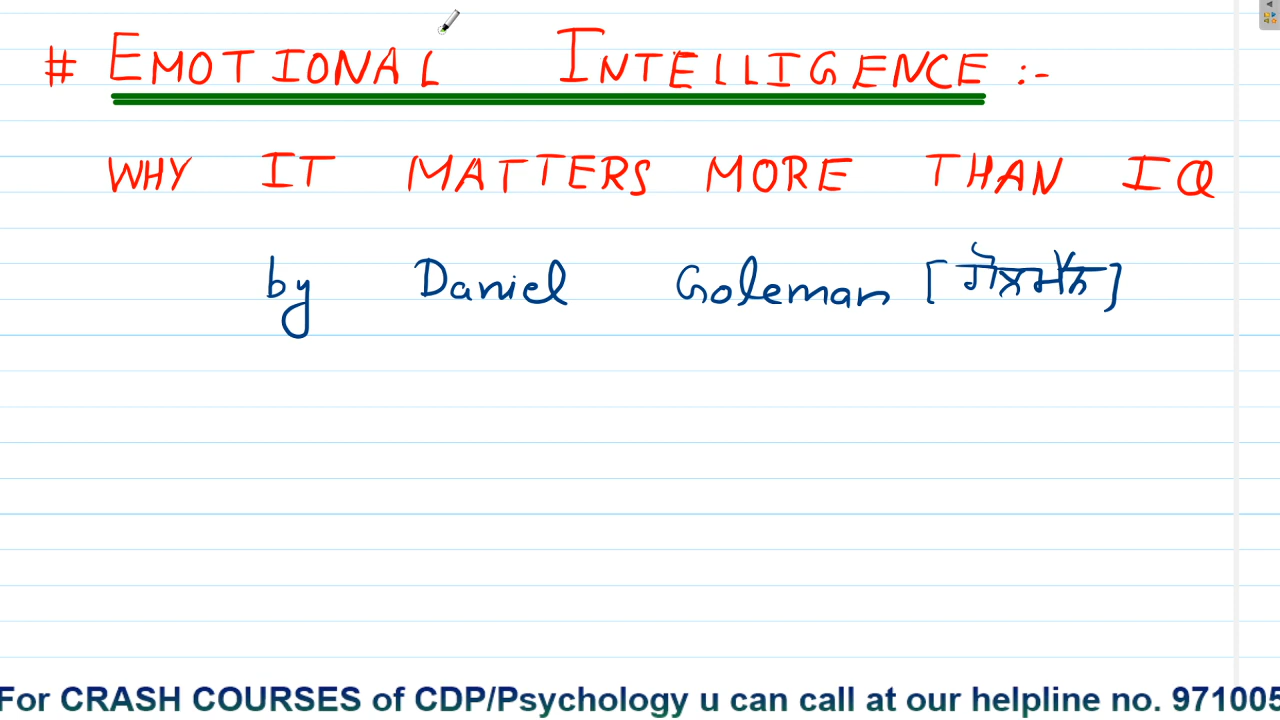 # EMOTIONAL INTELLIGENCE :-
WHY IT MATTERS MORE THAN IQ
by Daniel Goleman [ਗੋਲਮੈਨ]
For CRASH COURSES of CDP/Psychology u can call at our helpline no. 971005